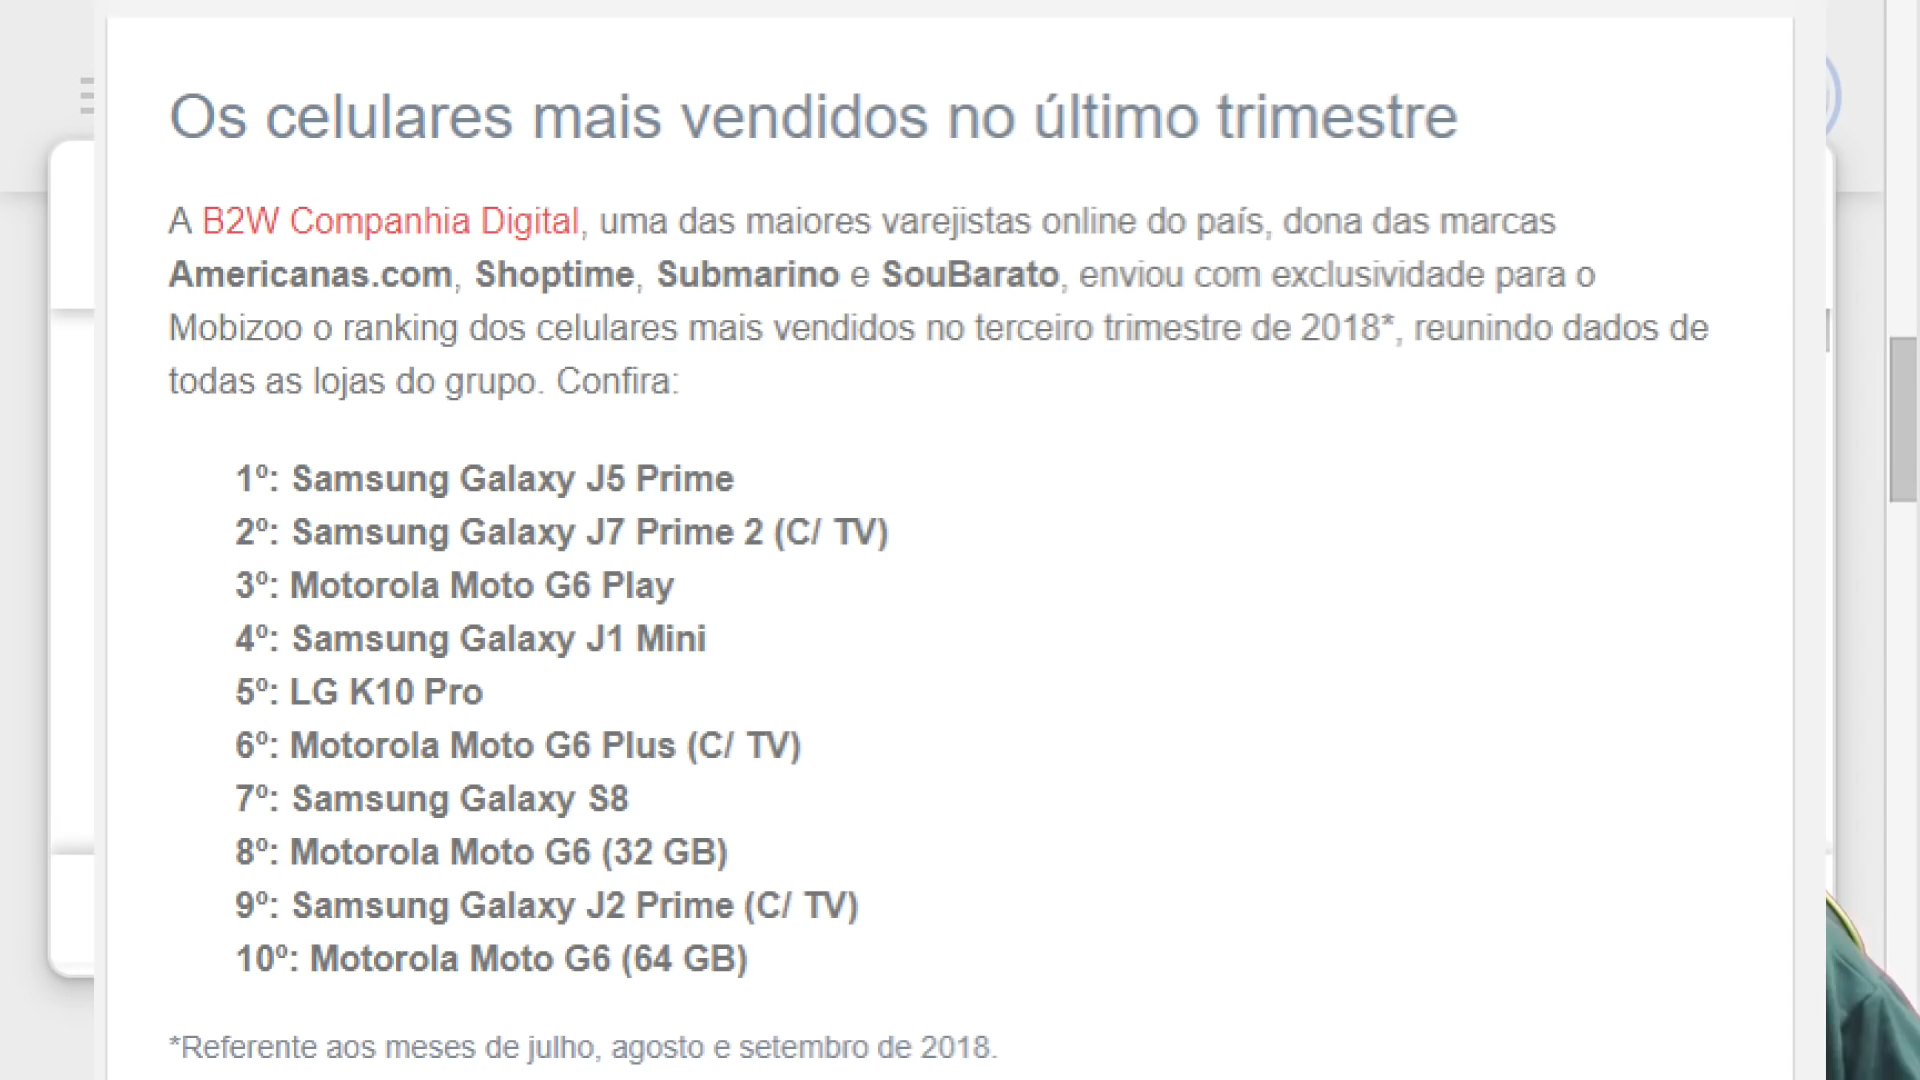 Os celulares mais vendidos no último trimestre
A B2W Companhia Digital, uma das maiores varejistas online do país, dona das marcas
Americanas.com, Shoptime, Submarino e SouBarato, enviou com exclusividade para o
Mobizoo o ranking dos celulares mais vendidos no terceiro trimestre de 2018*, reunindo dados de
todas as lojas do grupo. Confira:
1º: Samsung Galaxy J5 Prime
2º: Samsung Galaxy J7 Prime 2 (C/ TV)
3º: Motorola Moto G6 Play
4º: Samsung Galaxy J1 Mini
5º: LG K10 Pro
6º: Motorola Moto G6 Plus (C/ TV)
7º: Samsung Galaxy S8
8º: Motorola Moto G6 (32 GB)
9º: Samsung Galaxy J2 Prime (C/ TV)
10º: Motorola Moto G6 (64 GB)
*Referente aos meses de julho, agosto e setembro de 2018.